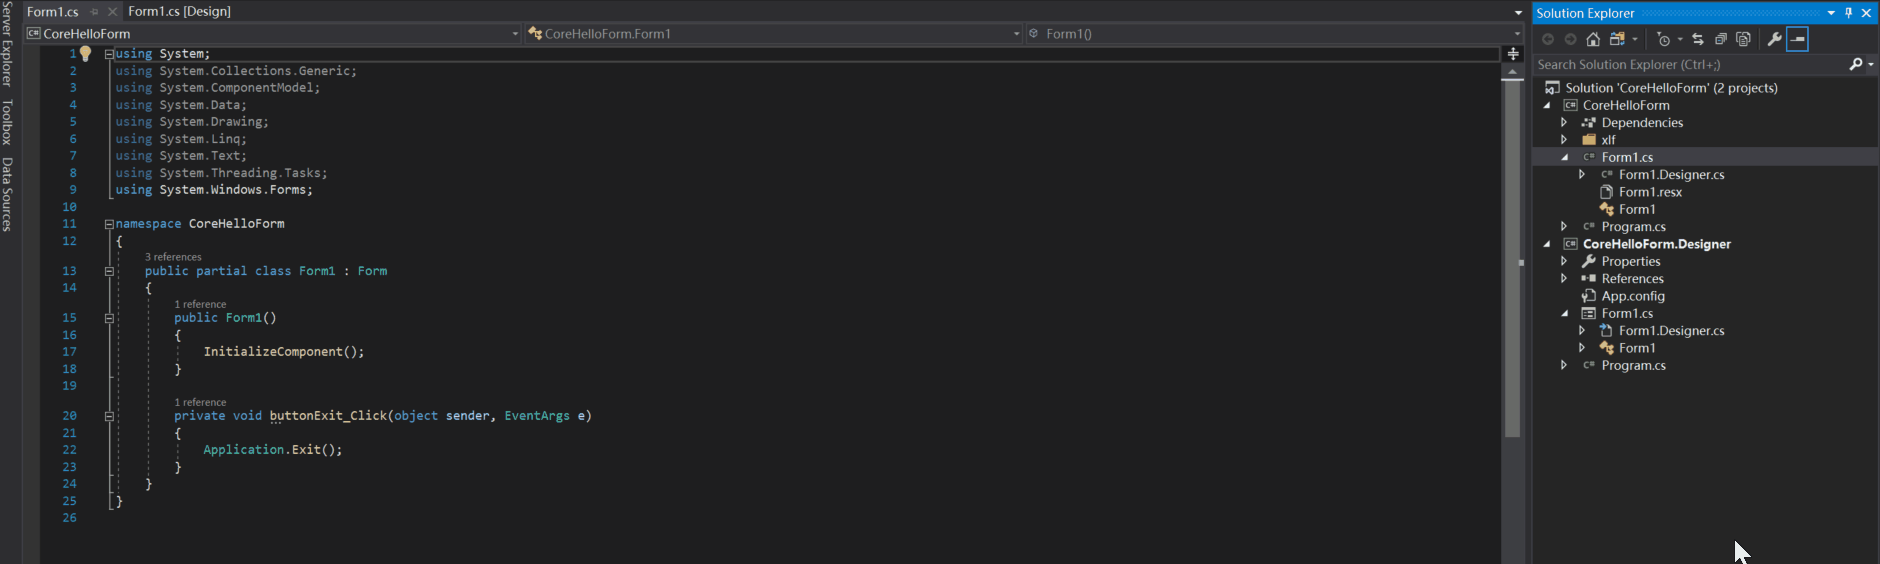 Server Explorer
Toolbox
Data Sources
Form1.cs
Form1.cs [Design]
CoreHelloForm
CoreHelloForm.Form1
Form1()
1 using System;
2 using System.Collections.Generic;
3 using System.ComponentModel;
4 using System.Data;
5 using System.Drawing;
6 using System.Linq;
7 using System.Text;
8 using System.Threading.Tasks;
9 using System.Windows.Forms;
10
11 namespace CoreHelloForm
12 {
3 references
13 public partial class Form1 : Form
14 {
1 reference
15 public Form1()
16 {
17 InitializeComponent();
18 }
19
1 reference
20 private void buttonExit_Click(object sender, EventArgs e)
21 {
22 Application.Exit();
23 }
24 }
25 }
26
Solution Explorer
Search Solution Explorer (Ctrl+;)
Solution 'CoreHelloForm' (2 projects)
C# CoreHelloForm
Dependencies
xlf
C# Form1.cs
C# Form1.Designer.cs
Form1.resx
Form1
C# Program.cs
C# CoreHelloForm.Designer
Properties
References
App.config
Form1.cs
Form1.Designer.cs
Form1
C# Program.cs